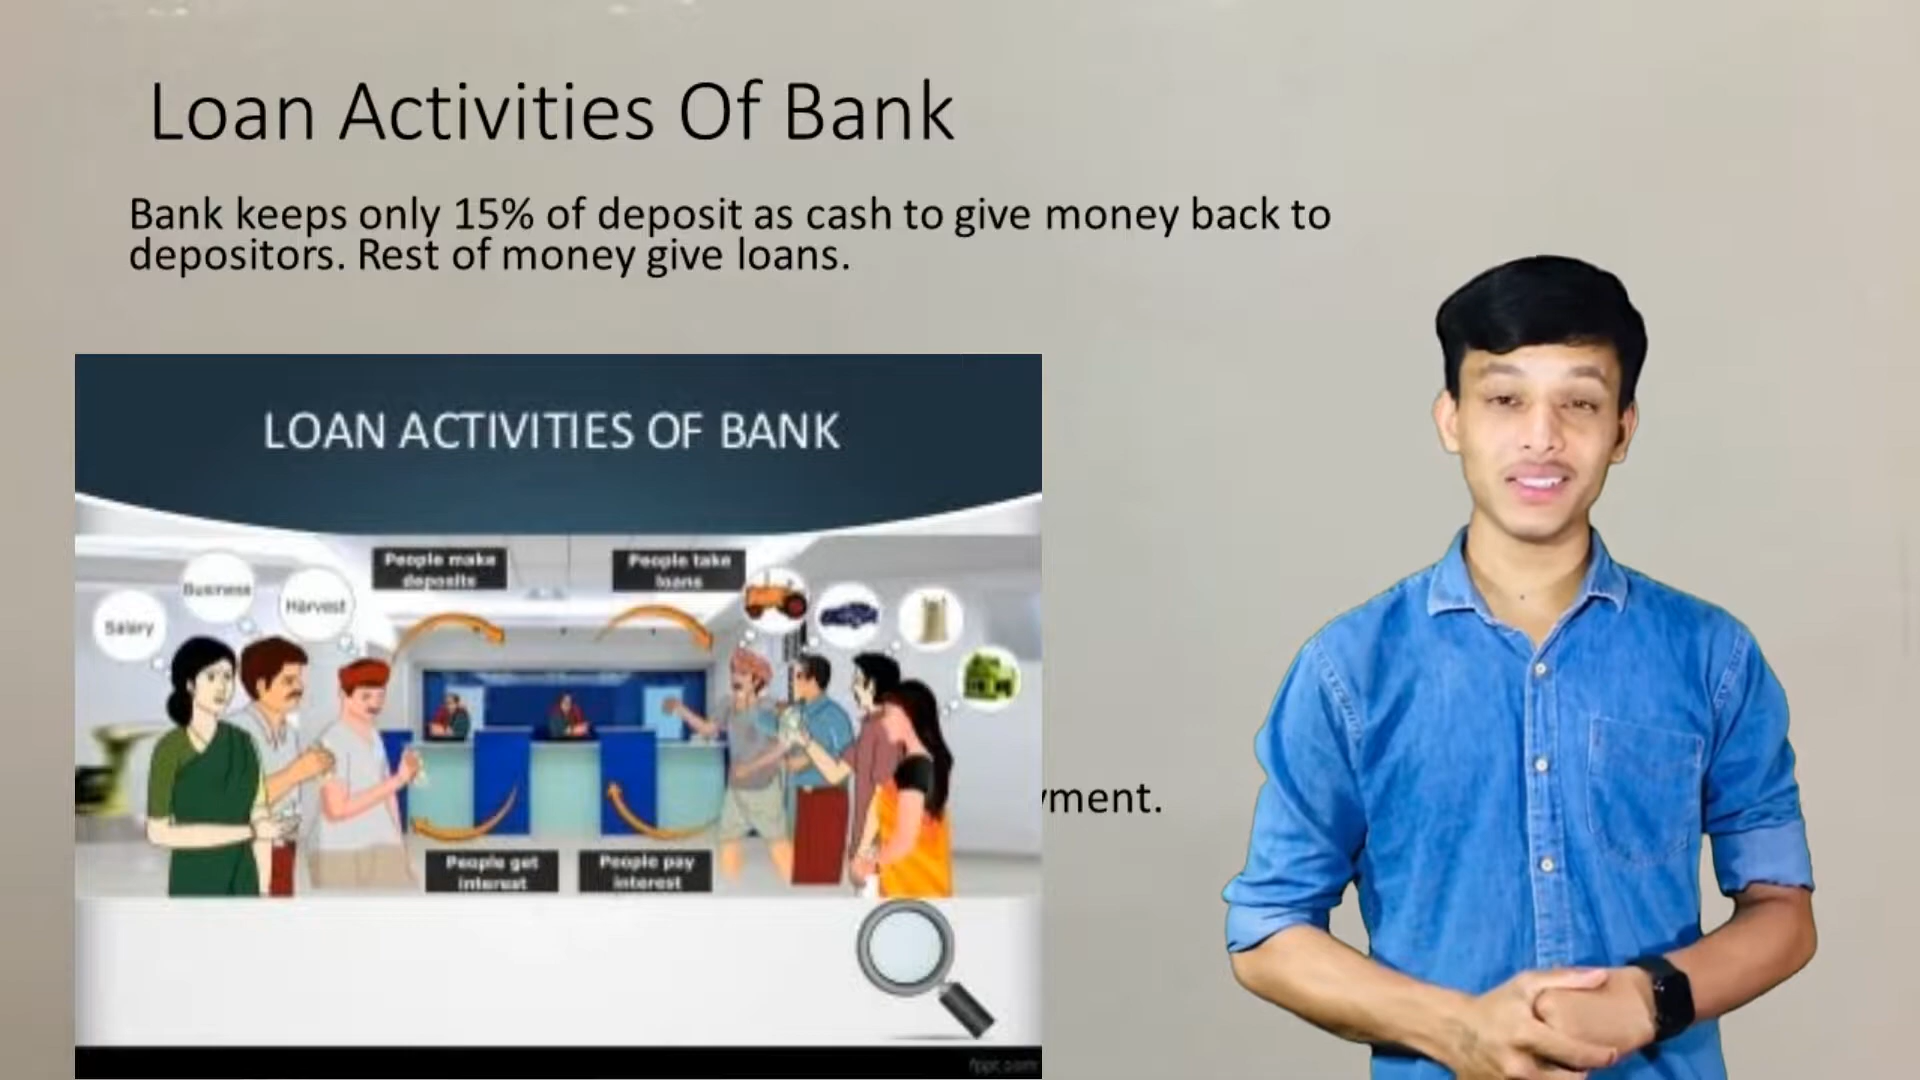 Loan Activities Of Bank
Bank keeps only 15% of deposit as cash to give money back to
depositors. Rest of money give loans.
LOAN ACTIVITIES OF BANK
People make
deposits
People take
loans
Business
Harvest
Salary
yment.
People get
interest
People pay
interest
fppt.com